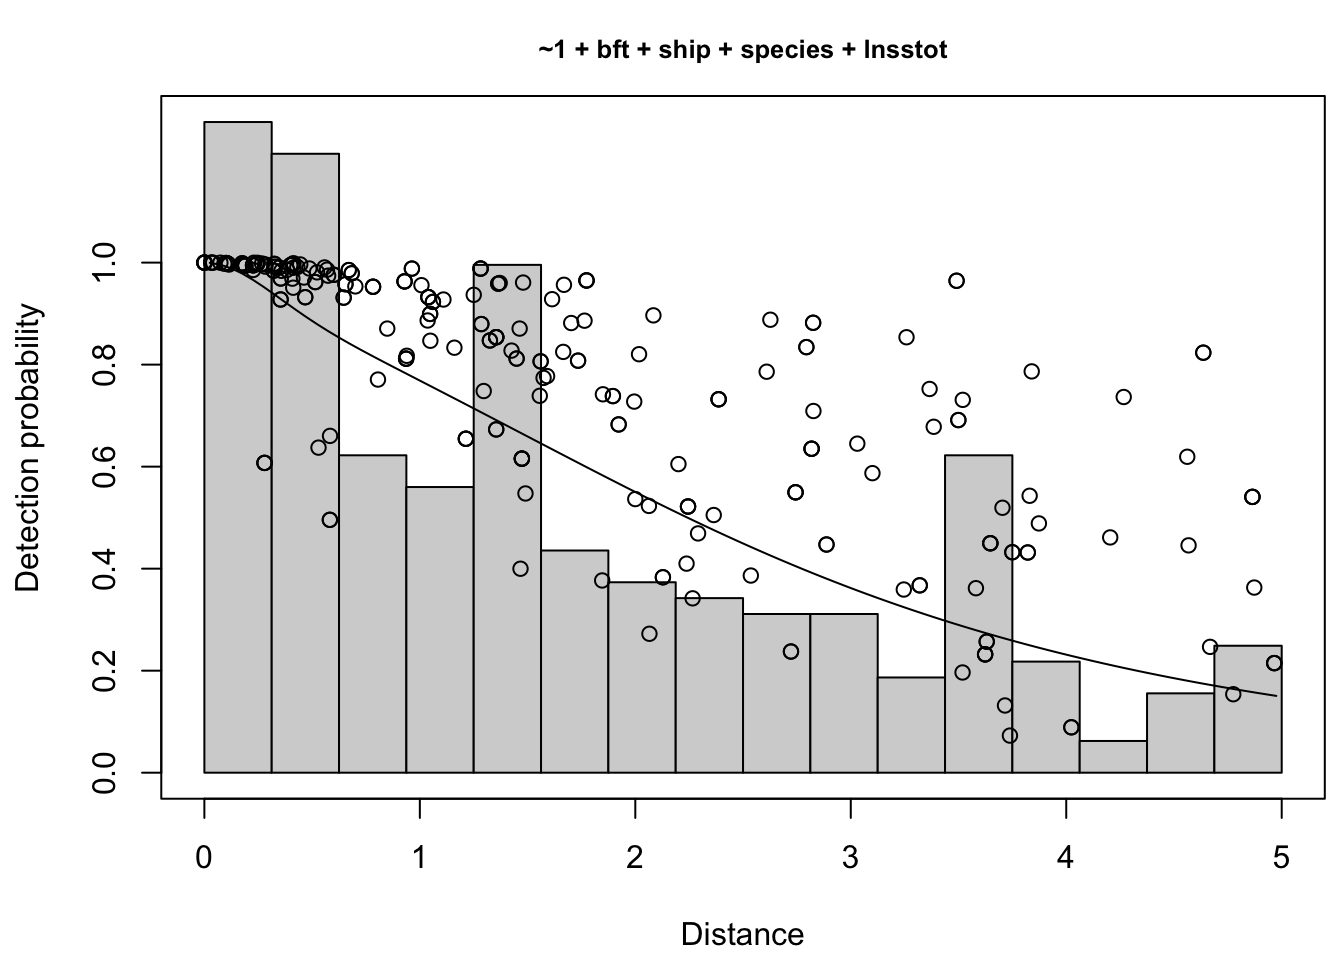 ~1 + bft + ship + species + lnsstot
Detection probability
1.0
0.8
0.6
0.4
0.2
0.0
0 1 2 3 4 5
Distance